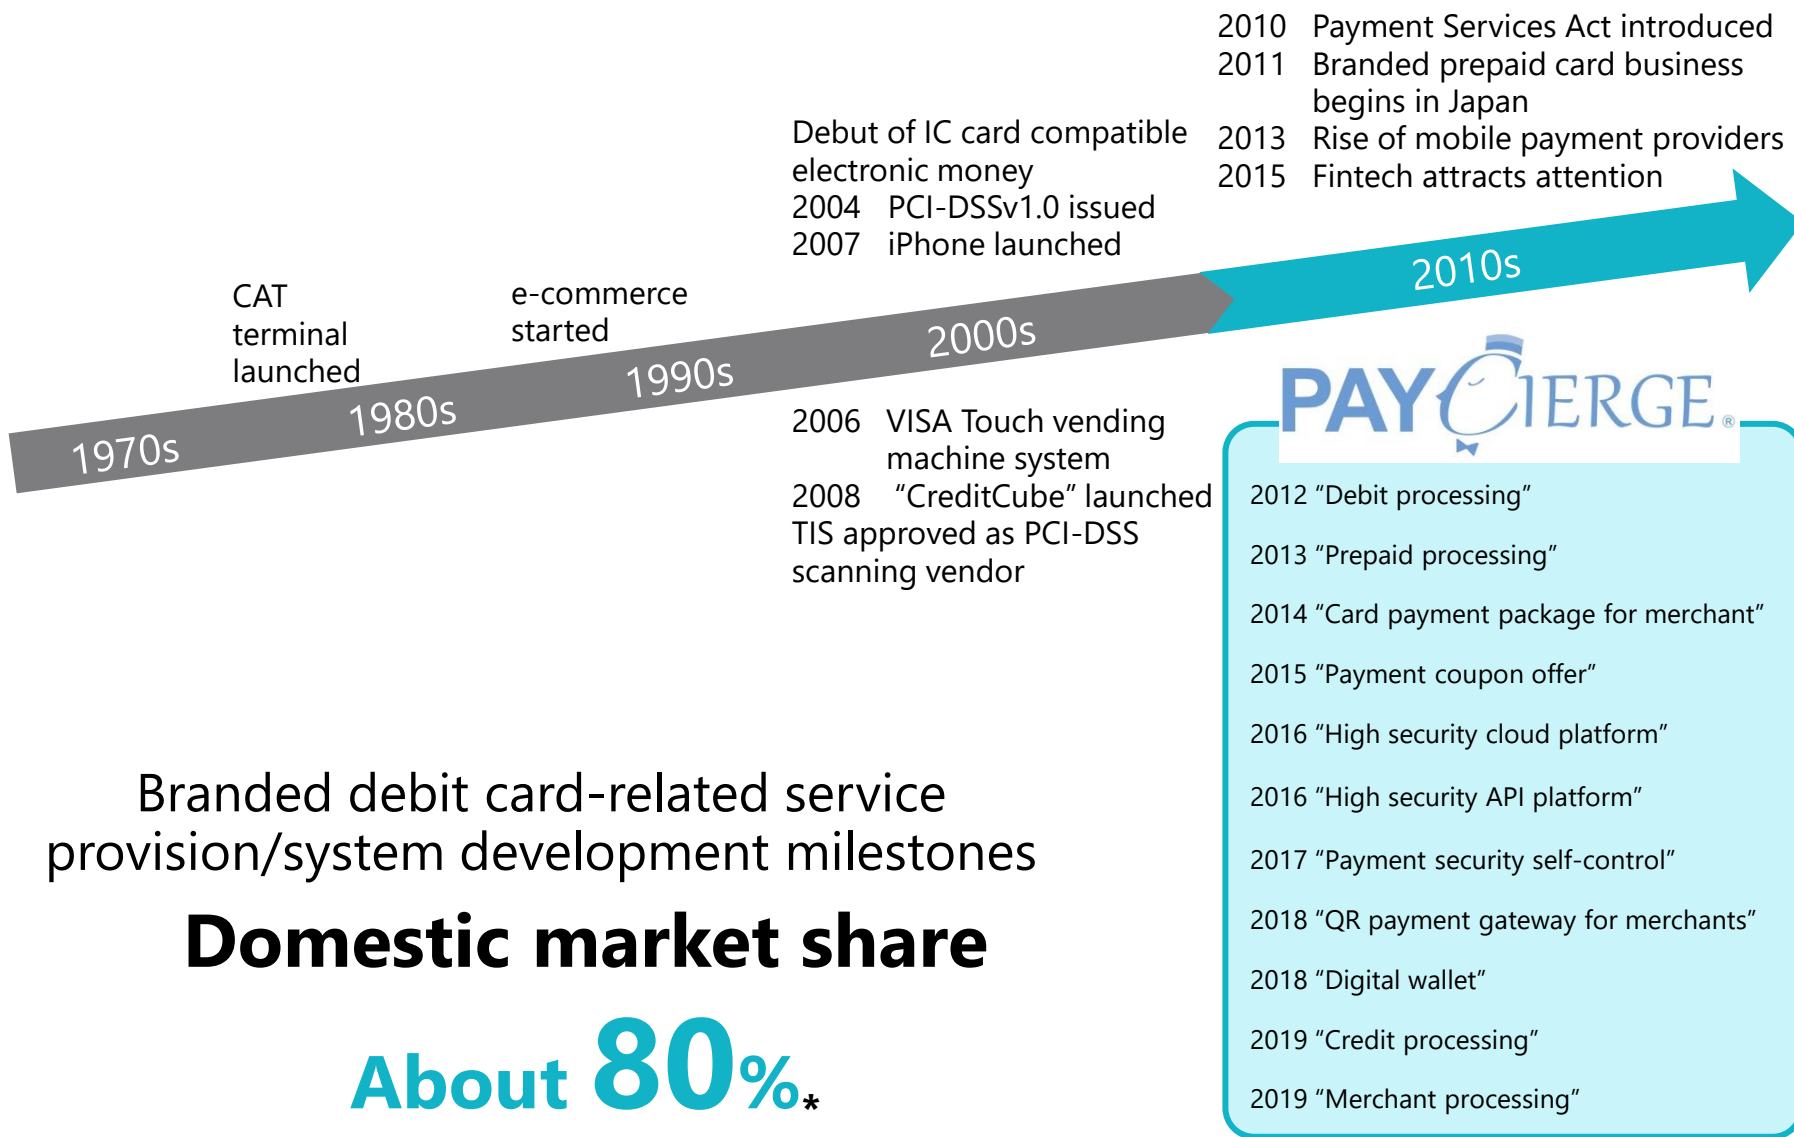 2010 Payment Services Act introduced
2011 Branded prepaid card business
begins in Japan
2013 Rise of mobile payment providers
2015 Fintech attracts attention
Debut of IC card compatible
electronic money
2004 PCI-DSSv1.0 issued
2007 iPhone launched
CAT
terminal
launched
e-commerce
started
1970s
1980s
1990s
2000s
2010s
2006 VISA Touch vending
machine system
2008 “CreditCube” launched
TIS approved as PCI-DSS
scanning vendor
PAYCIERGE®
2012 “Debit processing”
2013 “Prepaid processing”
2014 “Card payment package for merchant”
2015 “Payment coupon offer”
2016 “High security cloud platform”
2016 “High security API platform”
2017 “Payment security self-control”
2018 “QR payment gateway for merchants”
2018 “Digital wallet”
2019 “Credit processing”
2019 “Merchant processing”
Branded debit card-related service
provision/system development milestones
Domestic market share
About 80%*